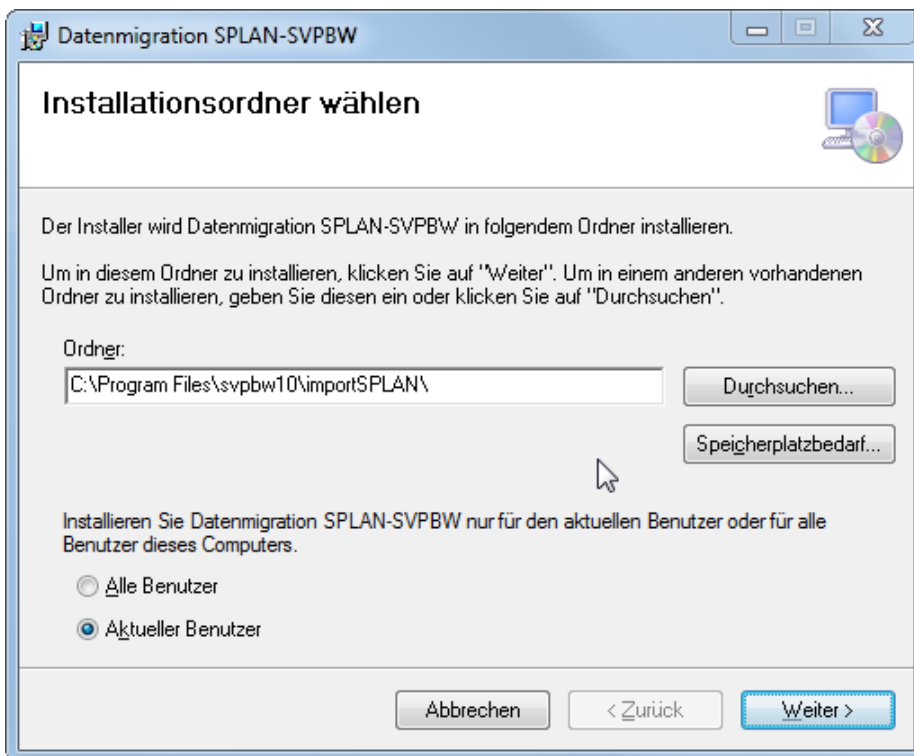 Datenmigration SPLAN-SVPBW
Installationsordner wählen
Der Installer wird Datenmigration SPLAN-SVPBW in folgendem Ordner installieren.
Um in diesem Ordner zu installieren, klicken Sie auf "Weiter". Um in einem anderen vorhandenen
Ordner zu installieren, geben Sie diesen ein oder klicken Sie auf "Durchsuchen".
Ordner:
C:\Program Files\svpbw10\importSPLAN\
Durchsuchen...
Speicherplatzbedarf...
Installieren Sie Datenmigration SPLAN-SVPBW nur für den aktuellen Benutzer oder für alle
Benutzer dieses Computers.
Alle Benutzer
Aktueller Benutzer
Abbrechen
< Zurück
Weiter >